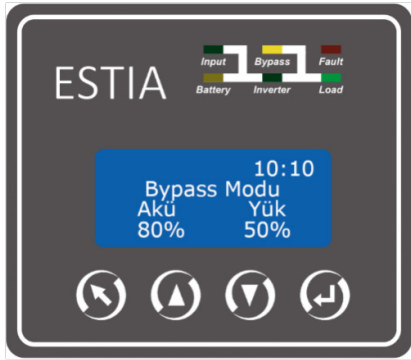 ESTIA
Input Bypass Fault
Battery Inverter Load
10:10
Bypass Modu
Akü Yük
80% 50%